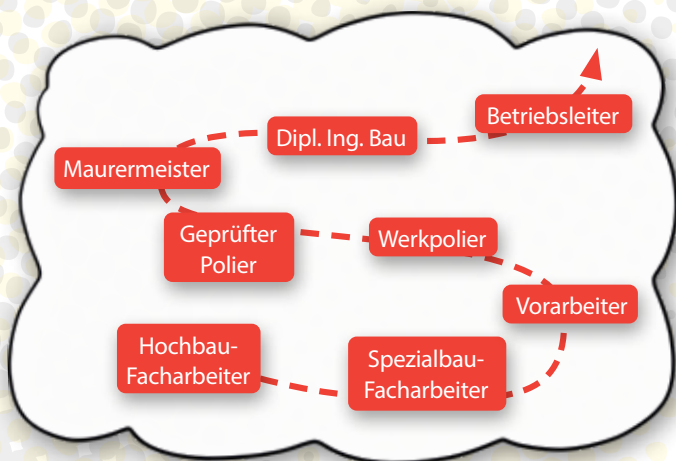 Betriebsleiter
Dipl. Ing. Bau
Maurermeister
Geprüfter
Polier
Werkpolier
Vorarbeiter
Hochbau-
Facharbeiter
Spezialbau-
Facharbeiter